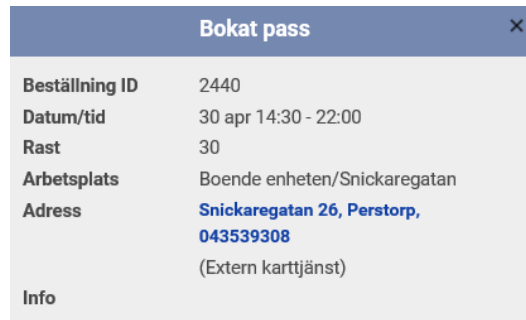 Bokat pass ×
Beställning ID 2440
Datum/tid 30 apr 14:30 - 22:00
Rast 30
Arbetsplats Boende enheten/Snickaregatan
Adress Snickaregatan 26, Perstorp,
043539308
(Extern karttjänst)
Info